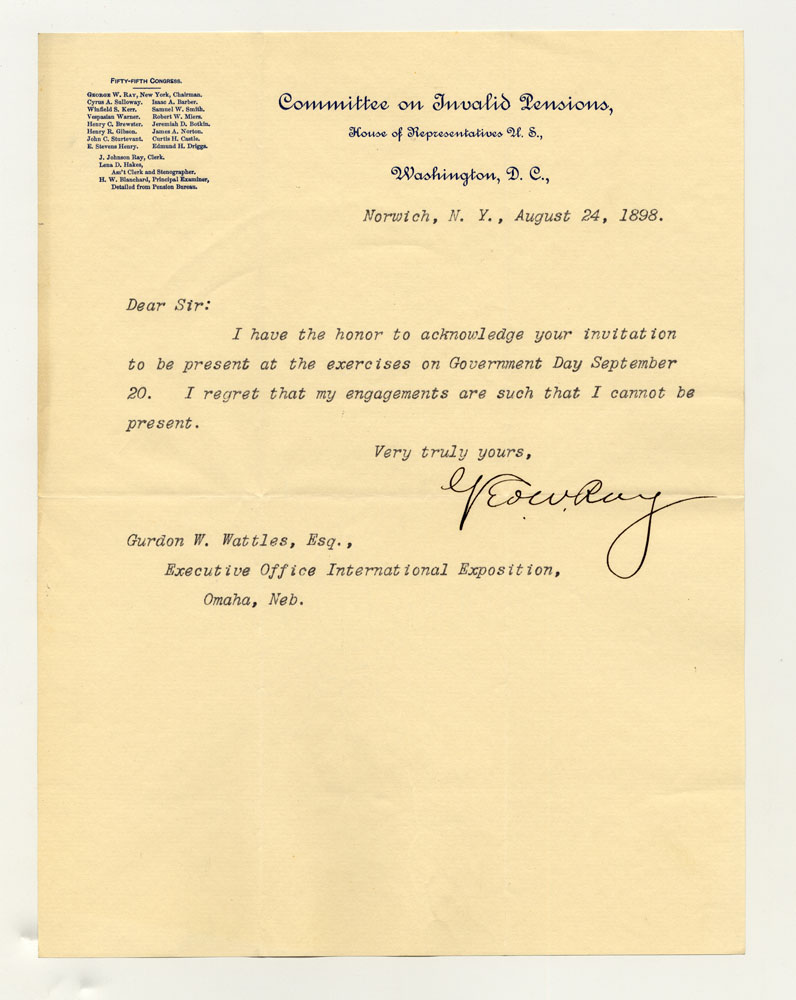 FIFTY-FIFTH CONGRESS.
GEORGE W. RAY, New York, Chairman.
Cyrus A. Sulloway. Isaac A. Barber.
Winfield S. Kerr. Samuel W. Smith.
Vespasian Warner. Robert W. Miers.
Henry C. Brewster. Jeremiah D. Botkin.
Henry R. Gibson. James A. Norton.
John C. Sturtevant. Curtis H. Castle.
E. Stevens Henry. Edmund H. Driggs.
J. Johnson Ray, Clerk.
Lena D. Hakes,
Ass't Clerk and Stenographer.
H. W. Blanchard, Principal Examiner,
Detailed from Pension Bureau.
Committee on Invalid Pensions,
House of Representatives U. S.,
Washington, D. C.,
Norwich, N. Y., August 24, 1898.
Dear Sir:
I have the honor to acknowledge your invitation
to be present at the exercises on Government Day September
20. I regret that my engagements are such that I cannot be
present.
Very truly yours,
Geo. W. Ray
Gurdon W. Wattles, Esq.,
Executive Office International Exposition,
Omaha, Neb.